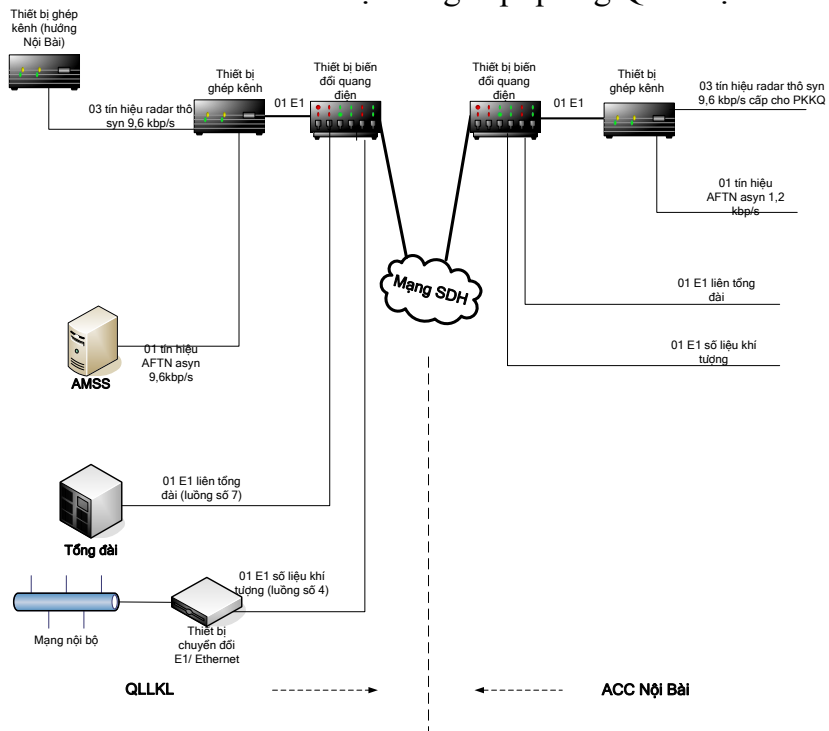 Thiết bị ghép
kênh (hướng
Nội Bài)
Thiết bị
ghép kênh
01 E1
Thiết bị biến
đổi quang
điện
Thiết bị biến
đổi quang
điện
01 E1
Thiết bị
ghép kênh
03 tín hiệu radar thô
syn 9,6 kbp/s
03 tín hiệu radar thô syn
9,6 kbp/s cấp cho PKKQ
01 tín hiệu
AFTN asyn 1,2
kbp/s
Mạng SDH
01 E1 liên tổng
đài
01 tín hiệu
AFTN asyn
9,6kbp/s
AMSS
01 E1 số liệu khí
tượng
01 E1 liên tổng
đài (luồng số 7)
Tổng đài
01 E1 số liệu khí
tượng (luồng số 4)
Mạng nội bộ
Thiết bị
chuyển đổi
E1/ Ethernet
QLLKL
ACC Nội Bài